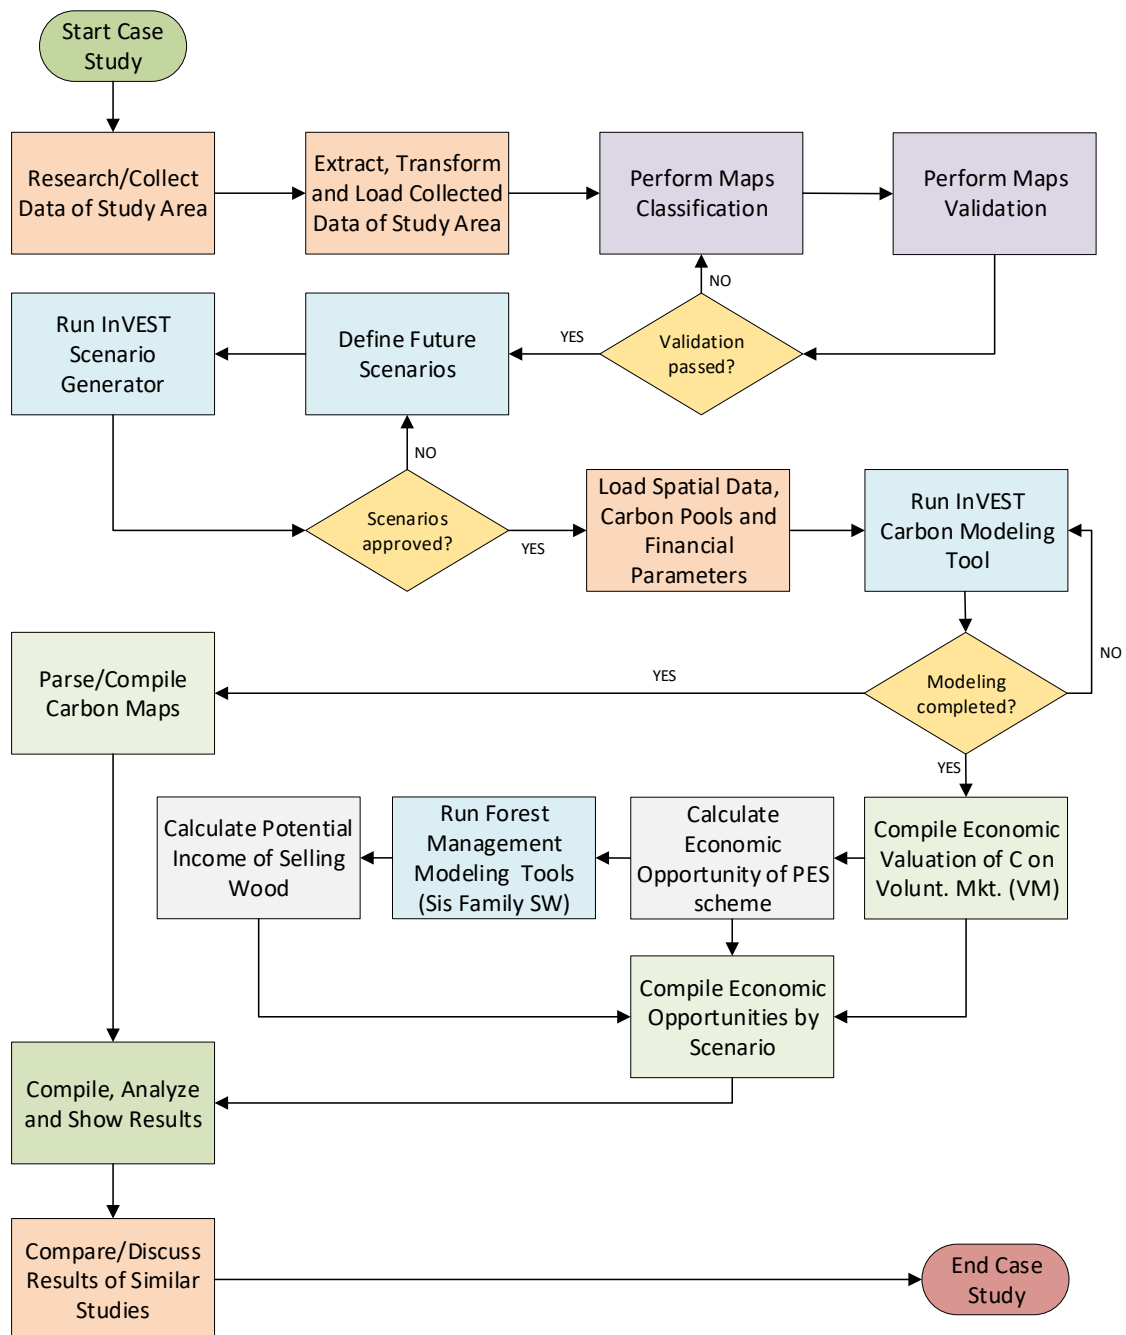 Start Case
Study
Research/Collect
Data of Study Area
Extract, Transform
and Load Collected
Data of Study Area
Perform Maps
Classification
Perform Maps
Validation
Run InVEST
Scenario
Generator
Define Future
Scenarios
YES
NO
Validation
passed?
NO
Scenarios
approved?
YES
Load Spatial Data,
Carbon Pools and
Financial
Parameters
Run InVEST
Carbon Modeling
Tool
NO
Parse/Compile
Carbon Maps
YES
Modeling
completed?
YES
Calculate Potential
Income of Selling
Wood
Run Forest
Management
Modeling Tools
(Sis Family SW)
Calculate
Economic
Opportunity of PES
scheme
Compile Economic
Valuation of C on
Volunt. Mkt. (VM)
Compile Economic
Opportunities by
Scenario
Compile, Analyze
and Show Results
Compare/Discuss
Results of Similar
Studies
End Case
Study